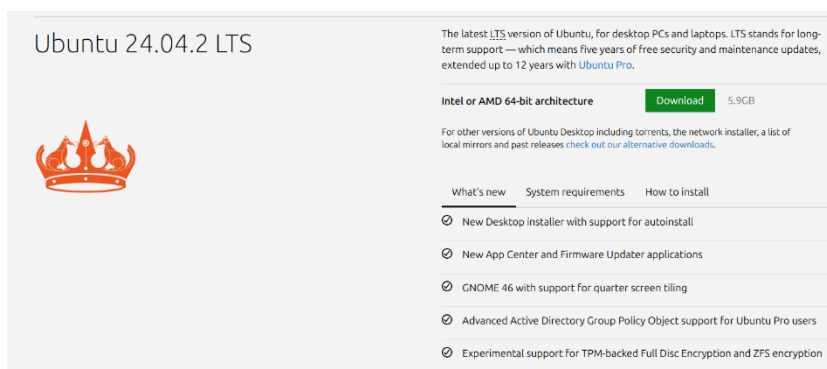 Ubuntu 24.04.2 LTS
The latest LTS version of Ubuntu, for desktop PCs and laptops. LTS stands for long-
term support — which means five years of free security and maintenance updates,
extended up to 12 years with Ubuntu Pro.
Intel or AMD 64-bit architecture Download 5.9GB
For other versions of Ubuntu Desktop including torrents, the network installer, a list of
local mirrors and past releases check out our alternative downloads.
What's new System requirements How to install
New Desktop installer with support for autoinstall
New App Center and Firmware Updater applications
GNOME 46 with support for quarter screen tiling
Advanced Active Directory Group Policy Object support for Ubuntu Pro users
Experimental support for TPM-backed Full Disc Encryption and ZFS encryption